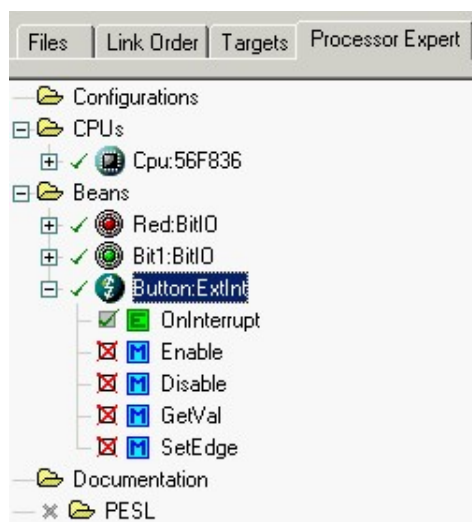 Files Link Order Targets Processor Expert
Configurations
CPUs
Cpu:56F836
Beans
Red:BitIO
Bit1:BitIO
Button:ExtInt
E OnInterrupt
M Enable
M Disable
M GetVal
M SetEdge
Documentation
PESL